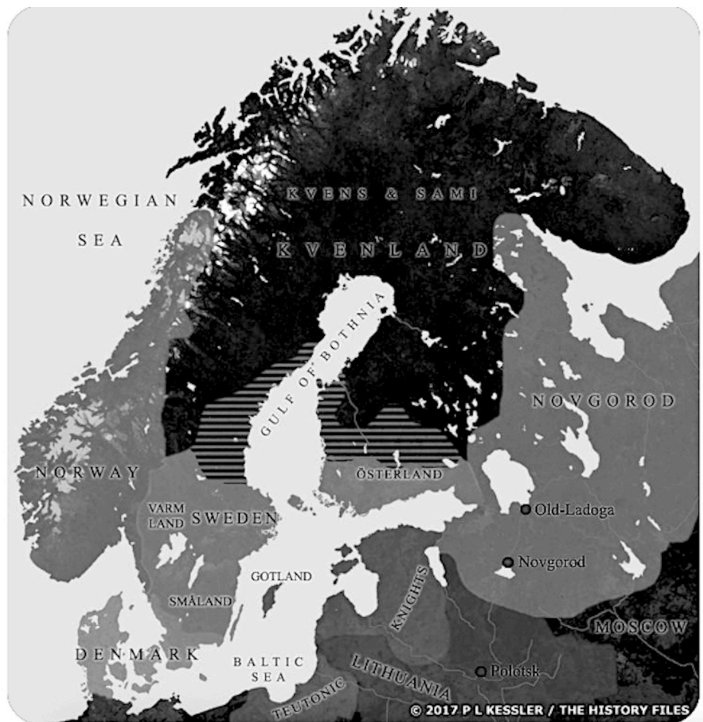 KVENS & SAMI
NORWEGIAN
SEA
KVENLAND
GULF OF BOTHNIA
NOVGOROD
NORWAY
ÖSTERLAND
VARM
LAND
SWEDEN
Old-Ladoga
Novgorod
GOTLAND
SMÅLAND
KNIGHTS
MOSCOW
DENMARK
BALTIC
SEA
LITHUANIA
Polotsk
TEUTONIC
© 2017 P L KESSLER / THE HISTORY FILES